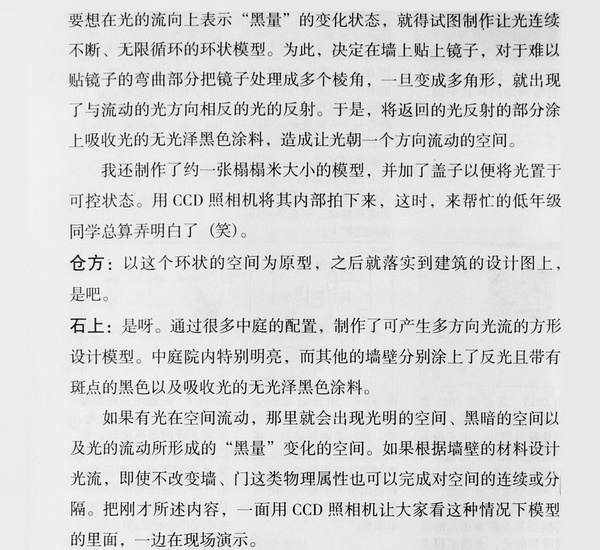 要想在光的流向上表示“黑量”的变化状态，就得试图制作让光连续
不断、无限循环的环状模型。为此，决定在墙上贴上镜子，对于难以
贴镜子的弯曲部分把镜子处理成多个棱角，一旦变成多角形，就出现
了与流动的光方向相反的光的反射。于是，将返回的光反射的部分涂
上吸收光的无光泽黑色涂料，造成让光朝一个方向流动的空间。
我还制作了约一张榻榻米大小的模型，并加了盖子以便将光置于
可控状态。用 CCD 照相机将其内部拍下来，这时，来帮忙的低年级
同学总算弄明白了（笑）。
仓方：以这个环状的空间为原型，之后就落实到建筑的设计图上，
是吧。
石上：是呀。通过很多中庭的配置，制作了可产生多方向光流的方形
设计模型。中庭院内特别明亮，而其他的墙壁分别涂上了反光且带有
斑点的黑色以及吸收光的无光泽黑色涂料。
如果有光在空间流动，那里就会出现光明的空间、黑暗的空间以
及光的流动所形成的“黑量”变化的空间。如果根据墙壁的材料设计
光流，即使不改变墙、门这类物理属性也可以完成对空间的连续或分
隔。把刚才所述内容，一面用 CCD 照相机让大家看这种情况下模型
的里面，一边在现场演示。